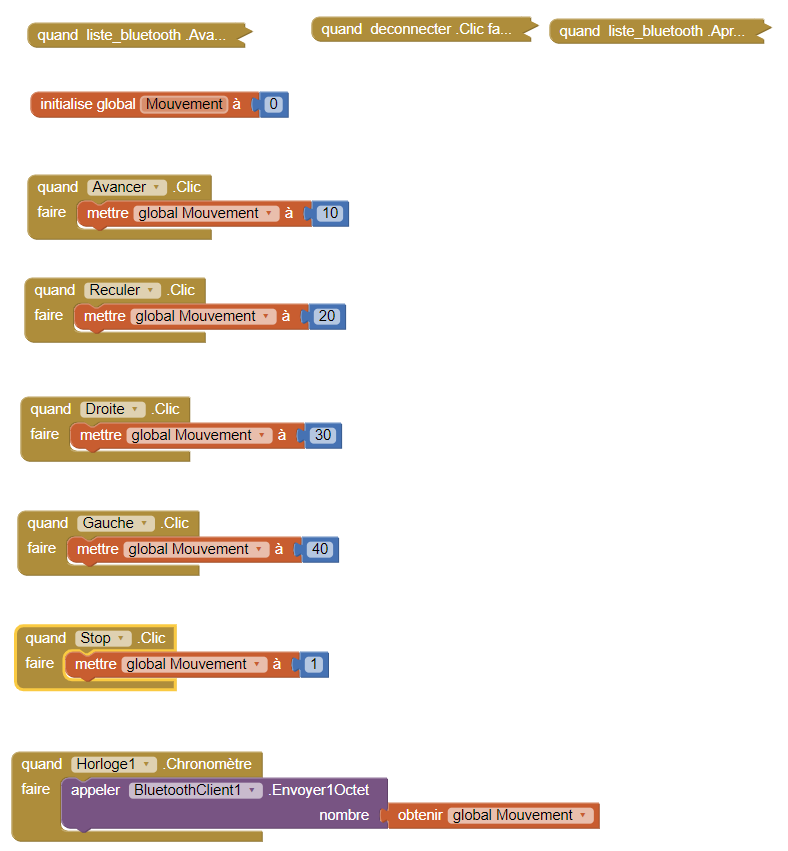 quand liste_bluetooth .Ava...
quand deconnecter .Clic fa...
quand liste_bluetooth .Apr...
initialise global Mouvement à 0
quand Avancer .Clic
faire mettre global Mouvement à 10
quand Reculer .Clic
faire mettre global Mouvement à 20
quand Droite .Clic
faire mettre global Mouvement à 30
quand Gauche .Clic
faire mettre global Mouvement à 40
quand Stop .Clic
faire mettre global Mouvement à 1
quand Horloge1 .Chronomètre
faire appeler BluetoothClient1 .Envoyer1Octet
nombre obtenir global Mouvement